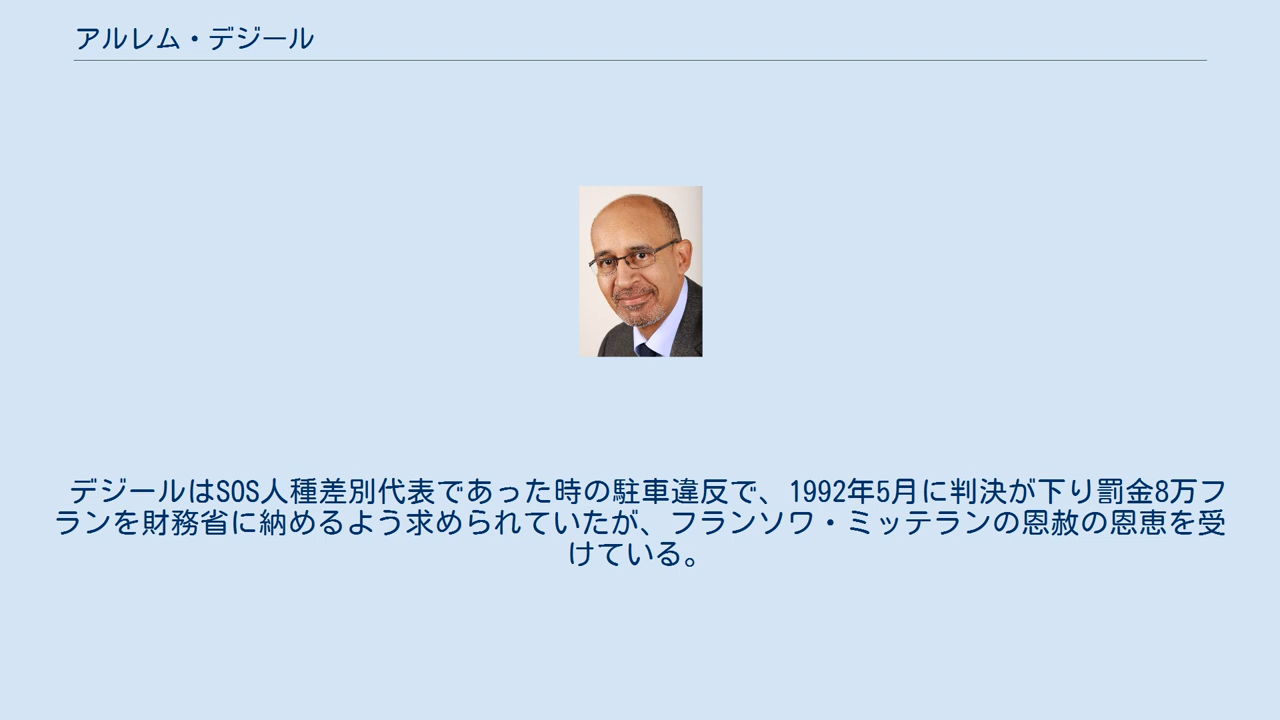 アルレム・デジール
デジールはSOS人種差別代表であった時の駐車違反で、1992年5月に判決が下り罰金8万フ
ランを財務省に納めるよう求められていたが、フランソワ・ミッテランの恩赦の恩恵を受
けている。